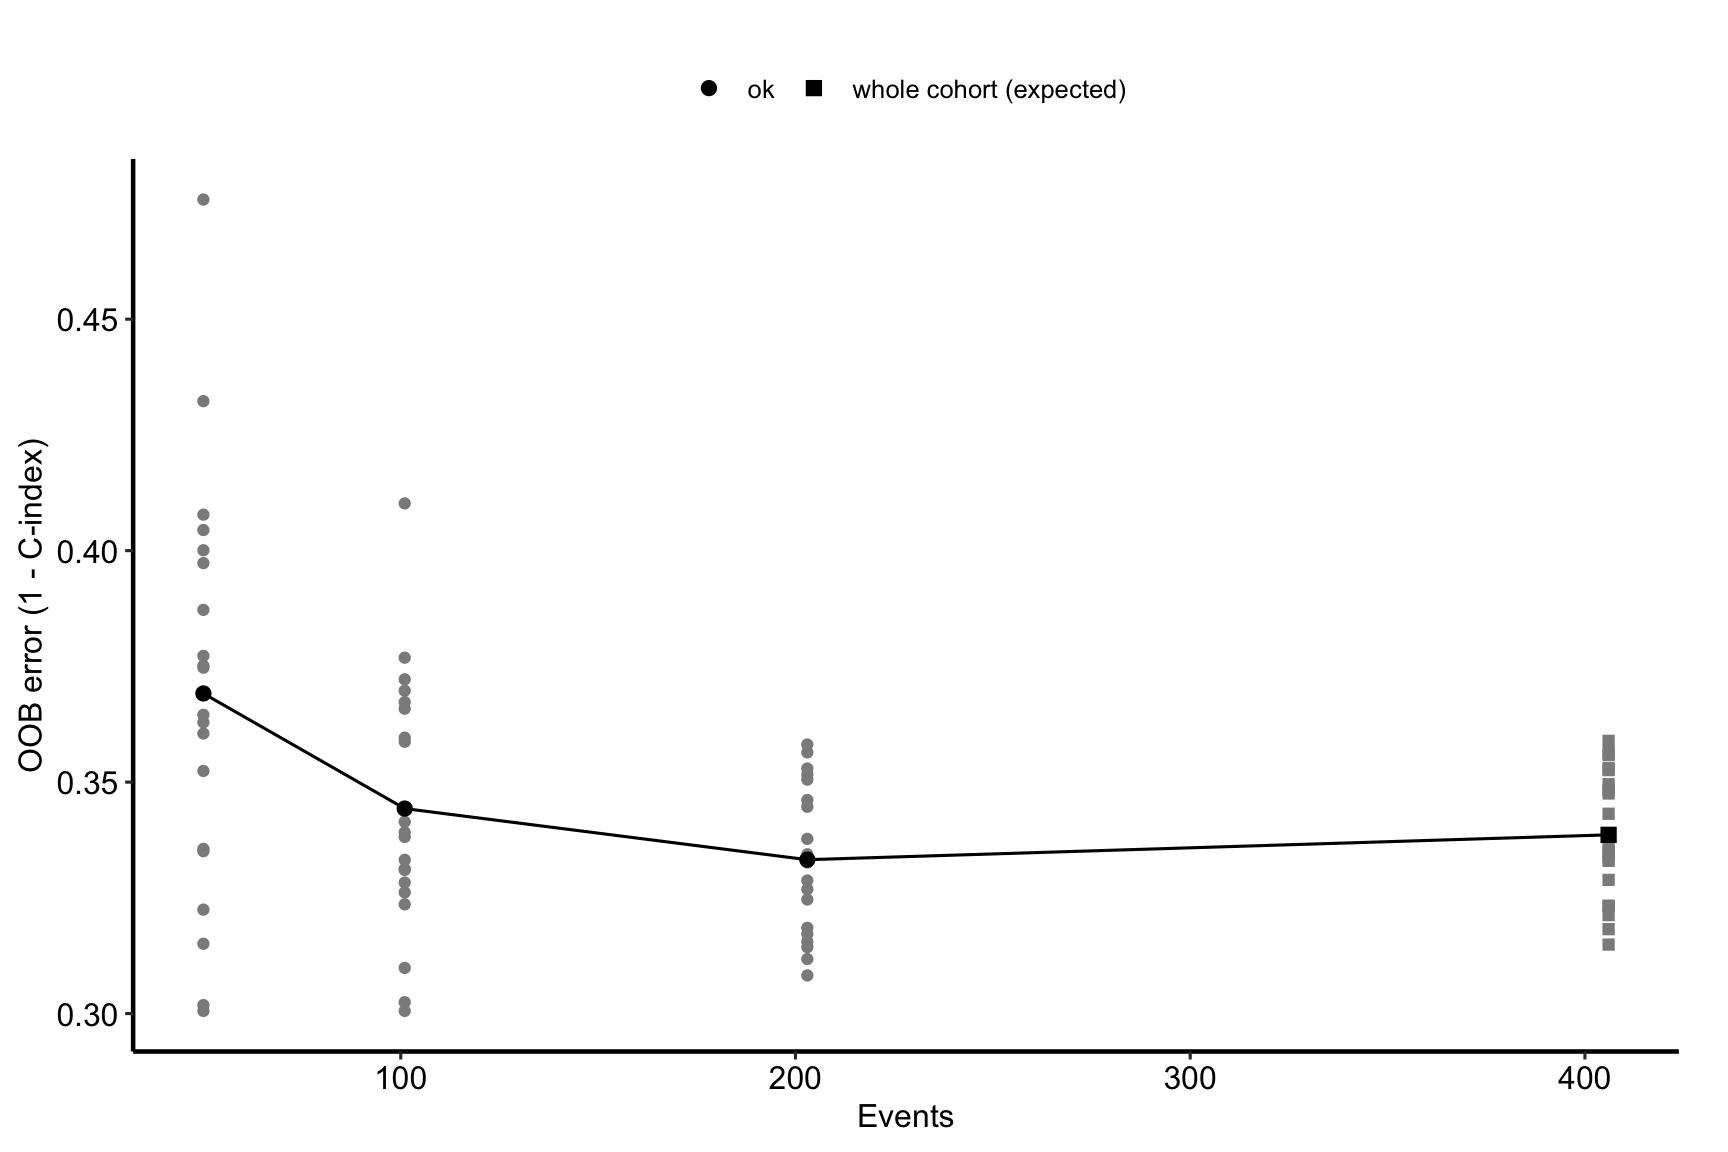 ok whole cohort (expected)
OOB error (1 - C-index)
0.45
0.40
0.35
0.30
100 200 300 400
Events